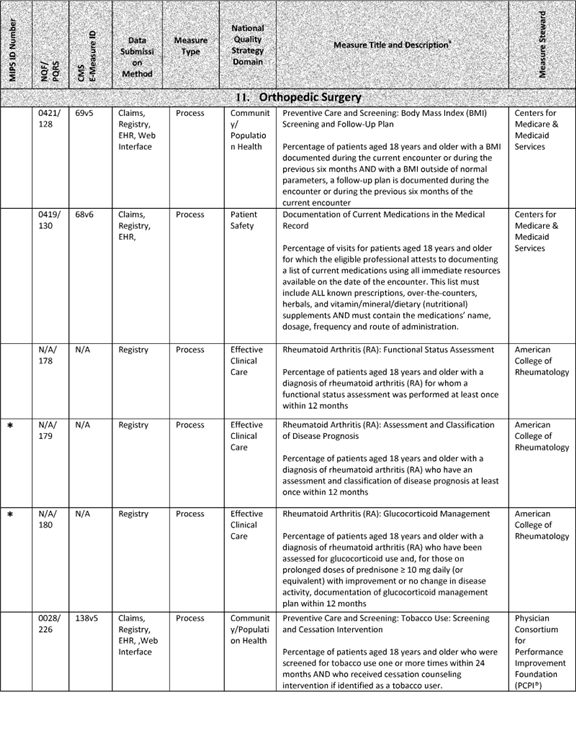 MIPS ID Number
NQF/
PQRS
CMS
E-Measure ID
Data
Submissi
on
Method
Measure
Type
National
Quality
Strategy
Domain
Measure Title and Description
Measure Steward
11. Orthopedic Surgery
0421/
128
69v5
Claims,
Registry,
EHR, Web
Interface
Process
Communit
y/
Populatio
n Health
Preventive Care and Screening: Body Mass Index (BMI)
Screening and Follow-Up Plan
Percentage of patients aged 18 years and older with a BMI
documented during the current encounter or during the
previous six months AND with a BMI outside of normal
parameters, a follow-up plan is documented during the
encounter or during the previous six months of the
current encounter
Centers for
Medicare &
Medicaid
Services
0419/
130
68v6
Claims,
Registry,
EHR,
Process
Patient
Safety
Documentation of Current Medications in the Medical
Record
Percentage of visits for patients aged 18 years and older
for which the eligible professional attests to documenting
a list of current medications using all immediate resources
available on the date of the encounter. This list must
include ALL known prescriptions, over-the-counters,
herbals, and vitamin/mineral/dietary (nutritional)
supplements AND must contain the medications' name,
dosage, frequency and route of administration.
Centers for
Medicare &
Medicaid
Services
N/A/
178
N/A
Registry
Process
Effective
Clinical
Care
Rheumatoid Arthritis (RA): Functional Status Assessment
Percentage of patients aged 18 years and older with a
diagnosis of rheumatoid arthritis (RA) for whom a
functional status assessment was performed at least once
within 12 months
American
College of
Rheumatology
*
N/A/
179
N/A
Registry
Process
Effective
Clinical
Care
Rheumatoid Arthritis (RA): Assessment and Classification
of Disease Prognosis
Percentage of patients aged 18 years and older with a
diagnosis of rheumatoid arthritis (RA) who have an
assessment and classification of disease prognosis at least
once within 12 months
American
College of
Rheumatology
*
N/A/
180
N/A
Registry
Process
Effective
Clinical
Care
Rheumatoid Arthritis (RA): Glucocorticoid Management
Percentage of patients aged 18 years and older with a
diagnosis of rheumatoid arthritis (RA) who have been
assessed for glucocorticoid use and, for those on
prolonged doses of prednisone ≥ 10 mg daily (or
equivalent) with improvement or no change in disease
activity, documentation of glucocorticoid management
plan within 12 months
American
College of
Rheumatology
0028/
226
138v5
Claims,
Registry,
EHR, ,Web
Interface
Process
Communit
y/Populati
on Health
Preventive Care and Screening: Tobacco Use: Screening
and Cessation Intervention
Percentage of patients aged 18 years and older who were
screened for tobacco use one or more times within 24
months AND who received cessation counseling
intervention if identified as a tobacco user.
Physician
Consortium
for
Performance
Improvement
Foundation
(PCPI®)